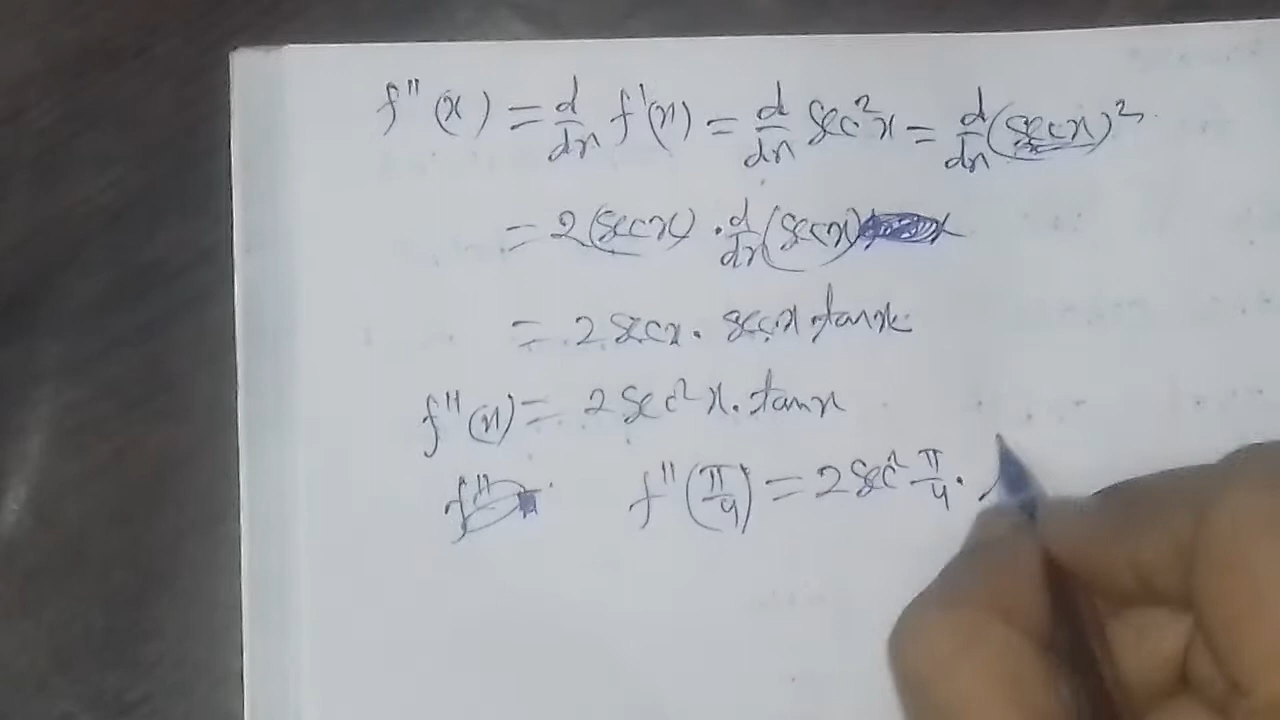 f''(x) = d/dx f'(x) = d/dx sec²x = d/dx (secx)²
= 2(secx) · d/dx (secx)
= 2 secx · secx tanx
f''(x) = 2 sec²x · tanx
f'' f''(π/4) = 2 sec² π/4 ·